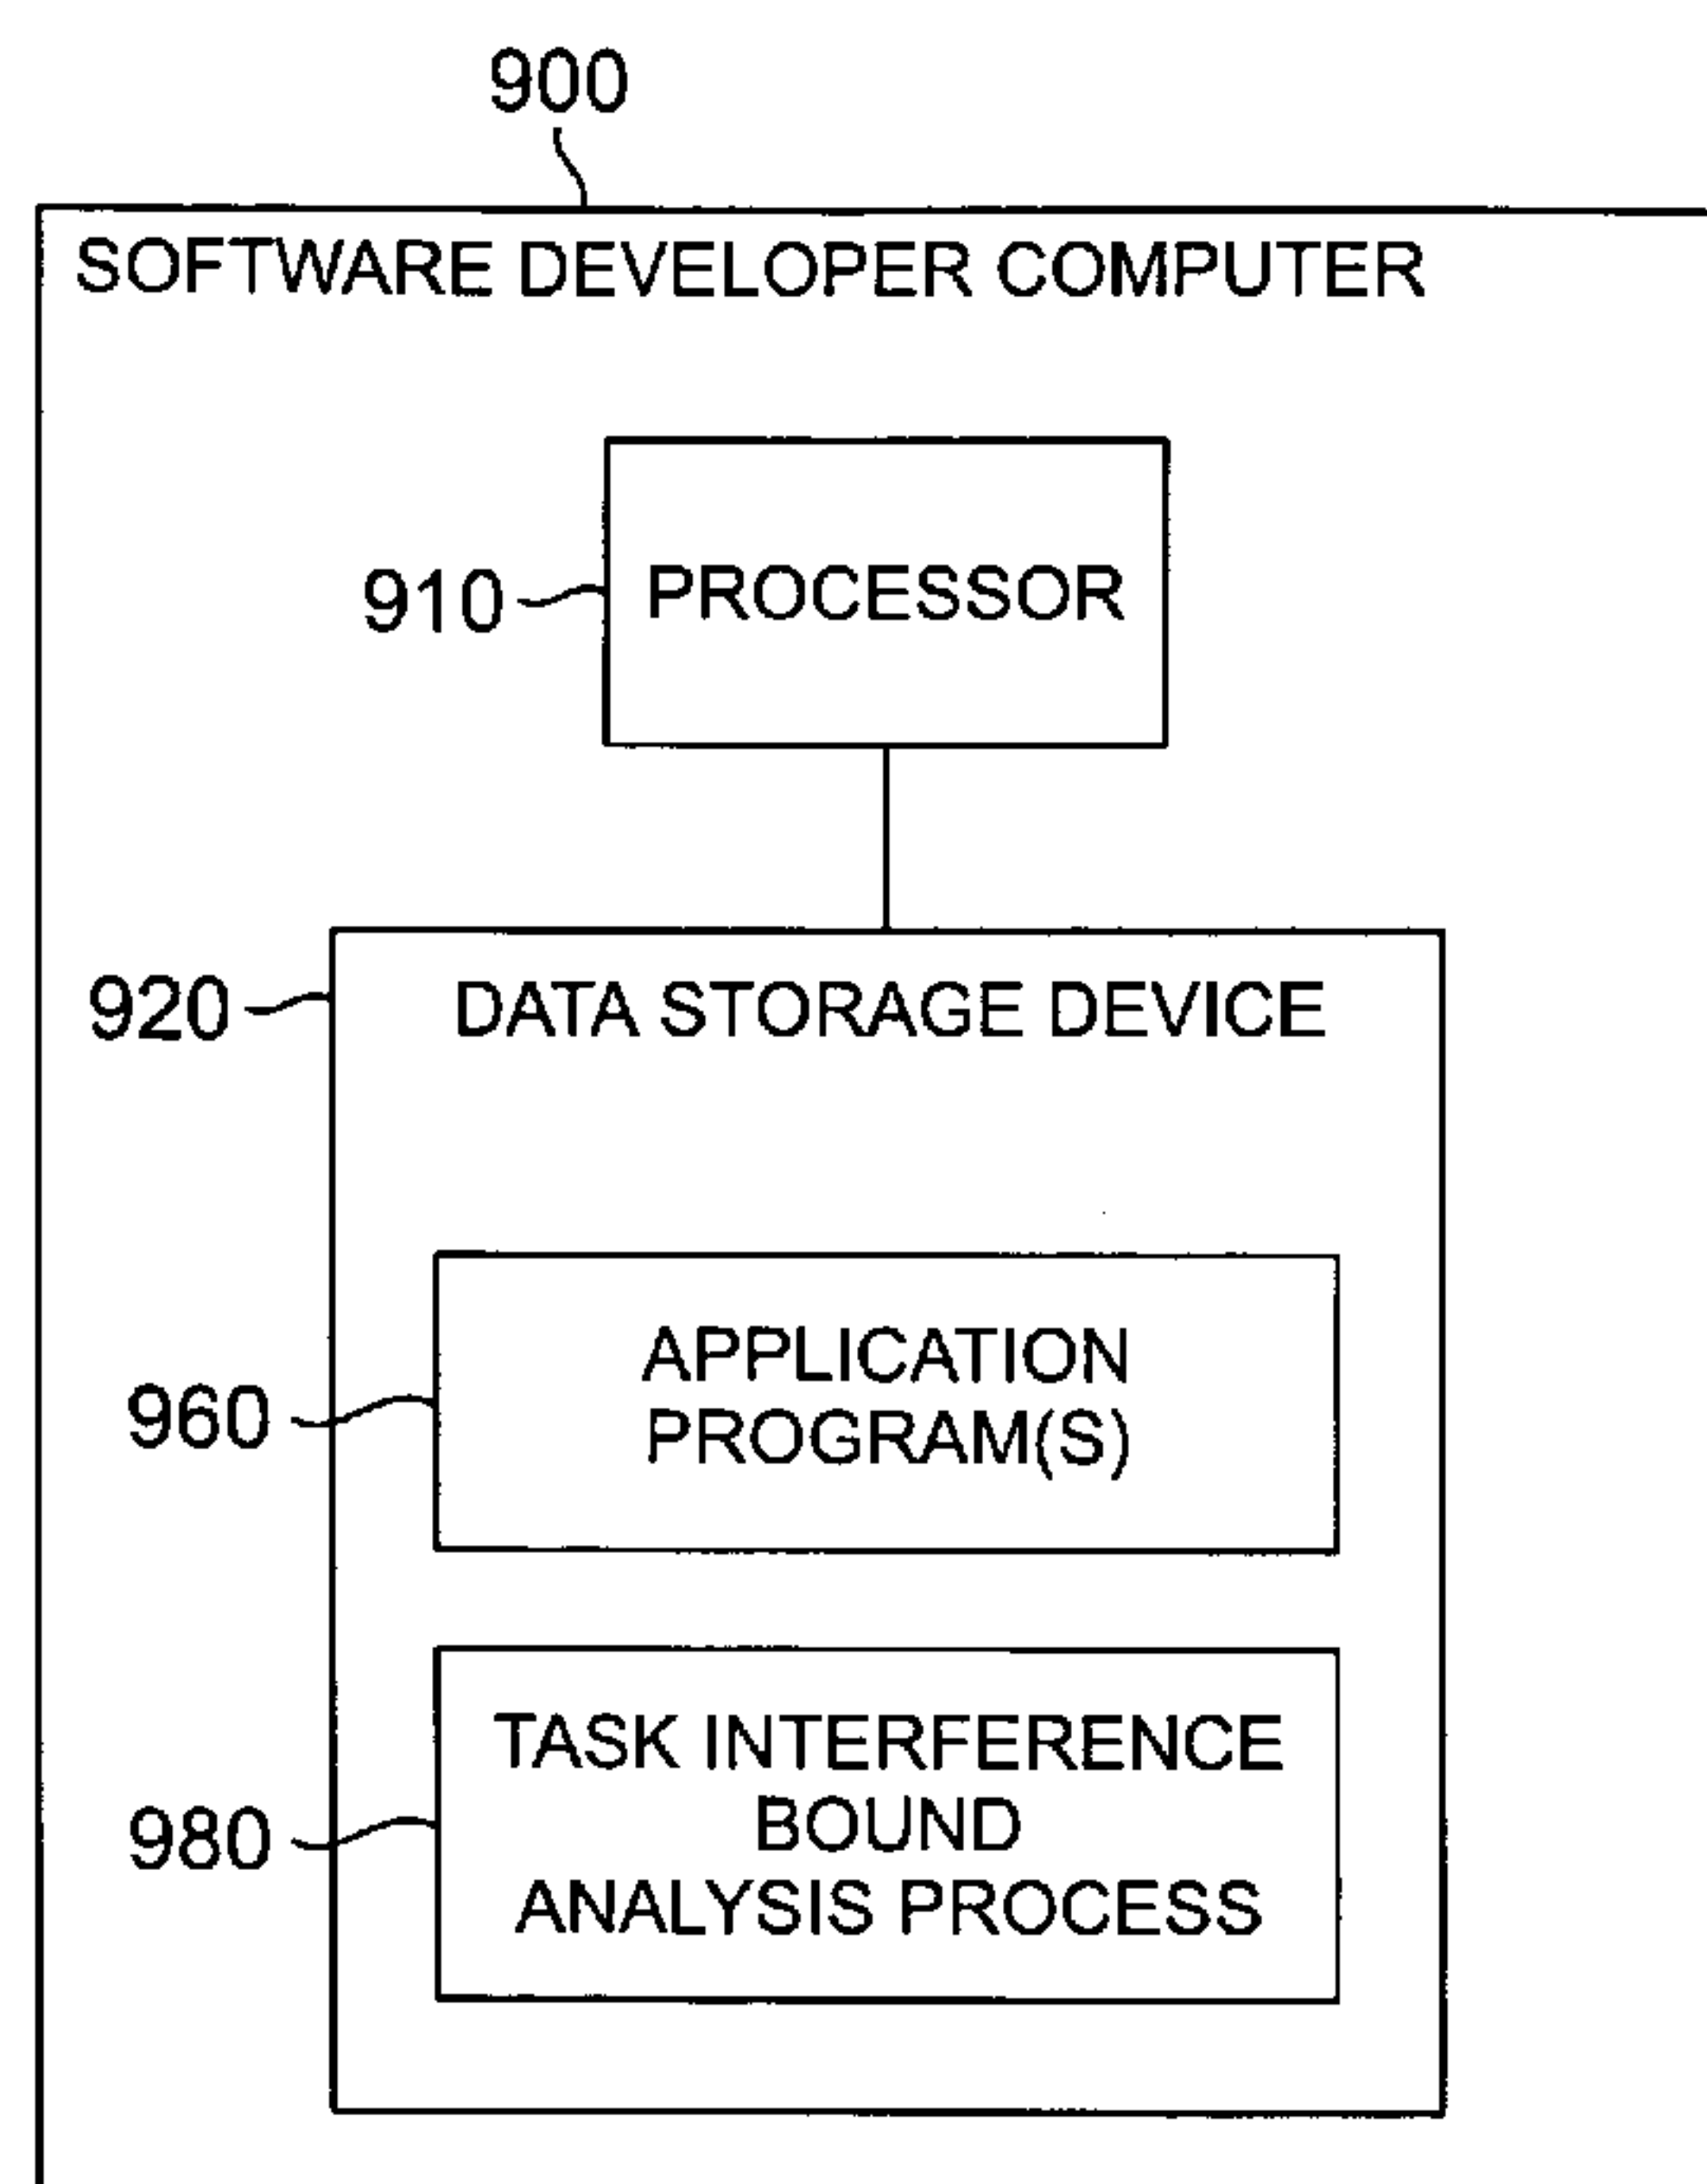 900
SOFTWARE DEVELOPER COMPUTER
910
PROCESSOR
920
DATA STORAGE DEVICE
960
APPLICATION
PROGRAM(S)
980
TASK INTERFERENCE
BOUND
ANALYSIS PROCESS